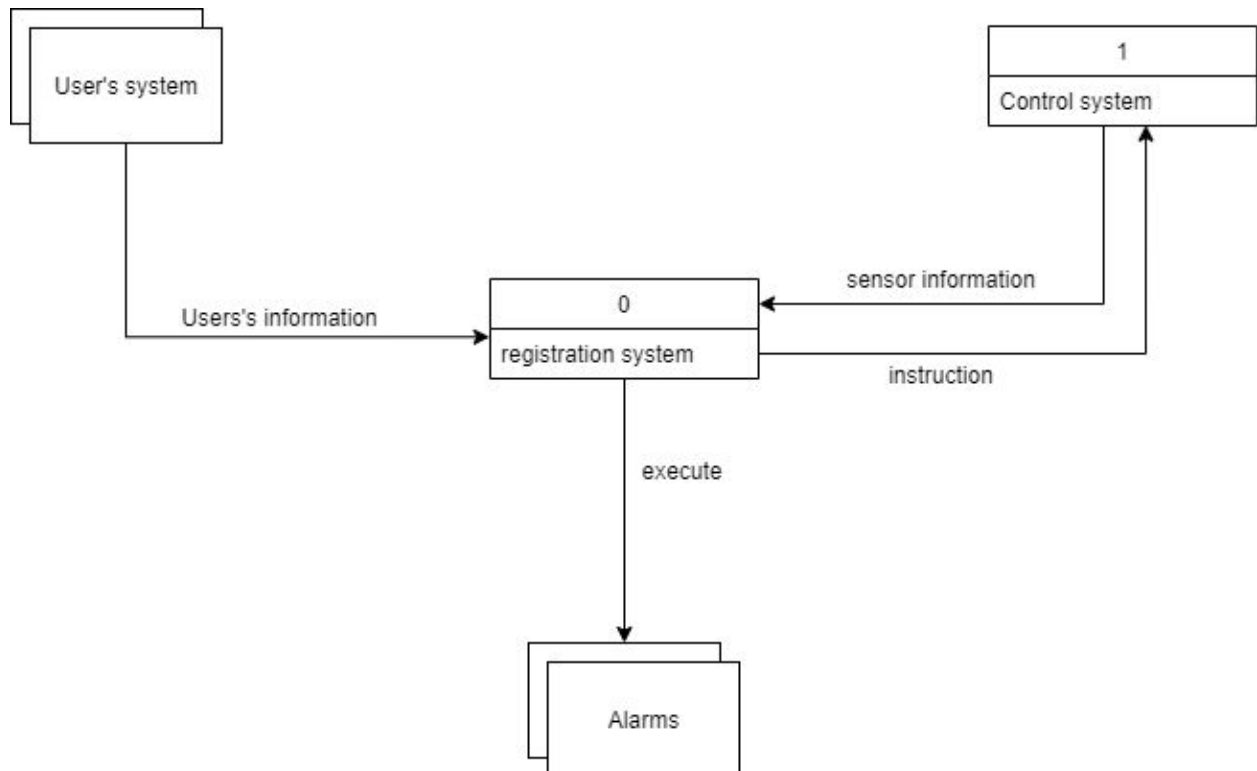 User's system
1
Control system
sensor information
0
Users's information
registration system
instruction
execute
Alarms